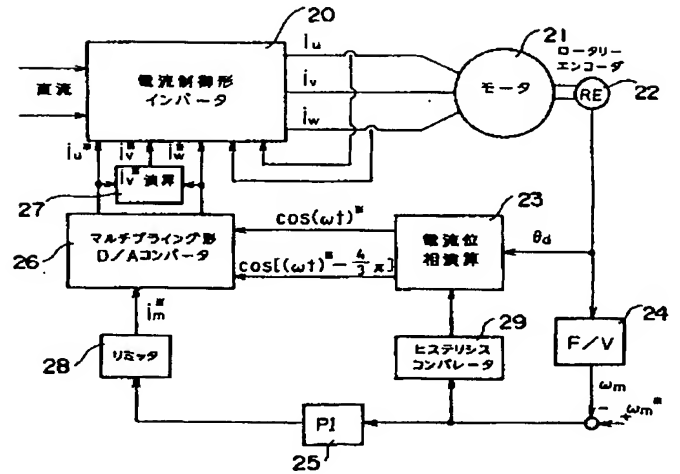 20
21
ロータリー
エンコーダ
直流
電流制御形
インバータ
iu
iv
iw
モータ
RE
22
iu* iv* iw*
iv* 演算
27
26
マルチプライング形
D/Aコンバータ
cos(ωt)*
cos[(ωt)*-4/3π]
23
電流位
相演算
θd
im*
28
リミッタ
29
ヒステリシス
コンパレータ
24
F/V
ωm
-
+
ωm*
PI
25